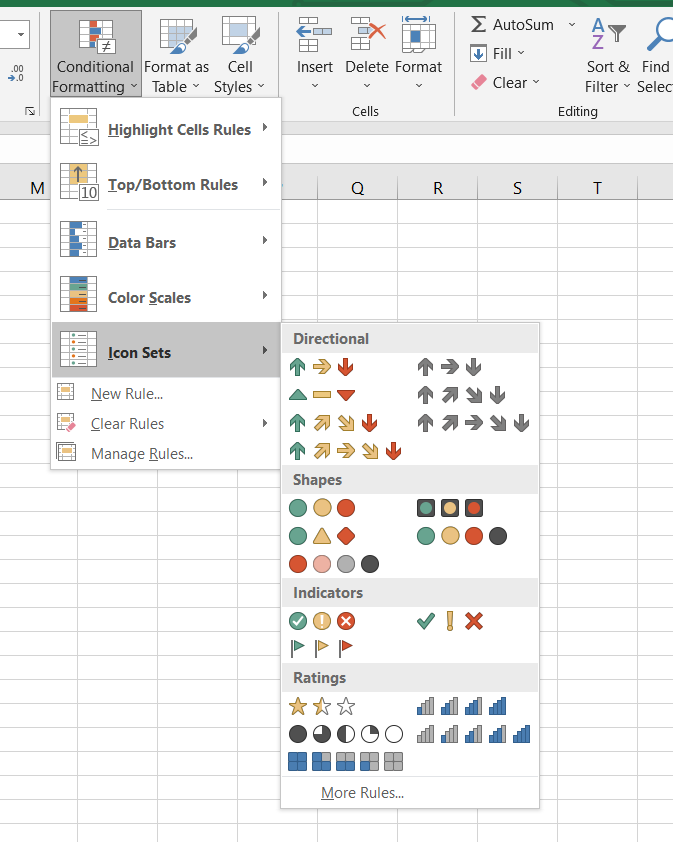 .00
→.0
Conditional
Formatting
Format as
Table
Cell
Styles
Insert
Delete
Format
Cells
AutoSum
Fill
Clear
Sort &
Filter
Find
Selec
Editing
M
Q
R
S
T
Highlight Cells Rules
10
Top/Bottom Rules
Data Bars
Color Scales
Icon Sets
New Rule...
Clear Rules
Manage Rules...
Directional
Shapes
Indicators
Ratings
More Rules...